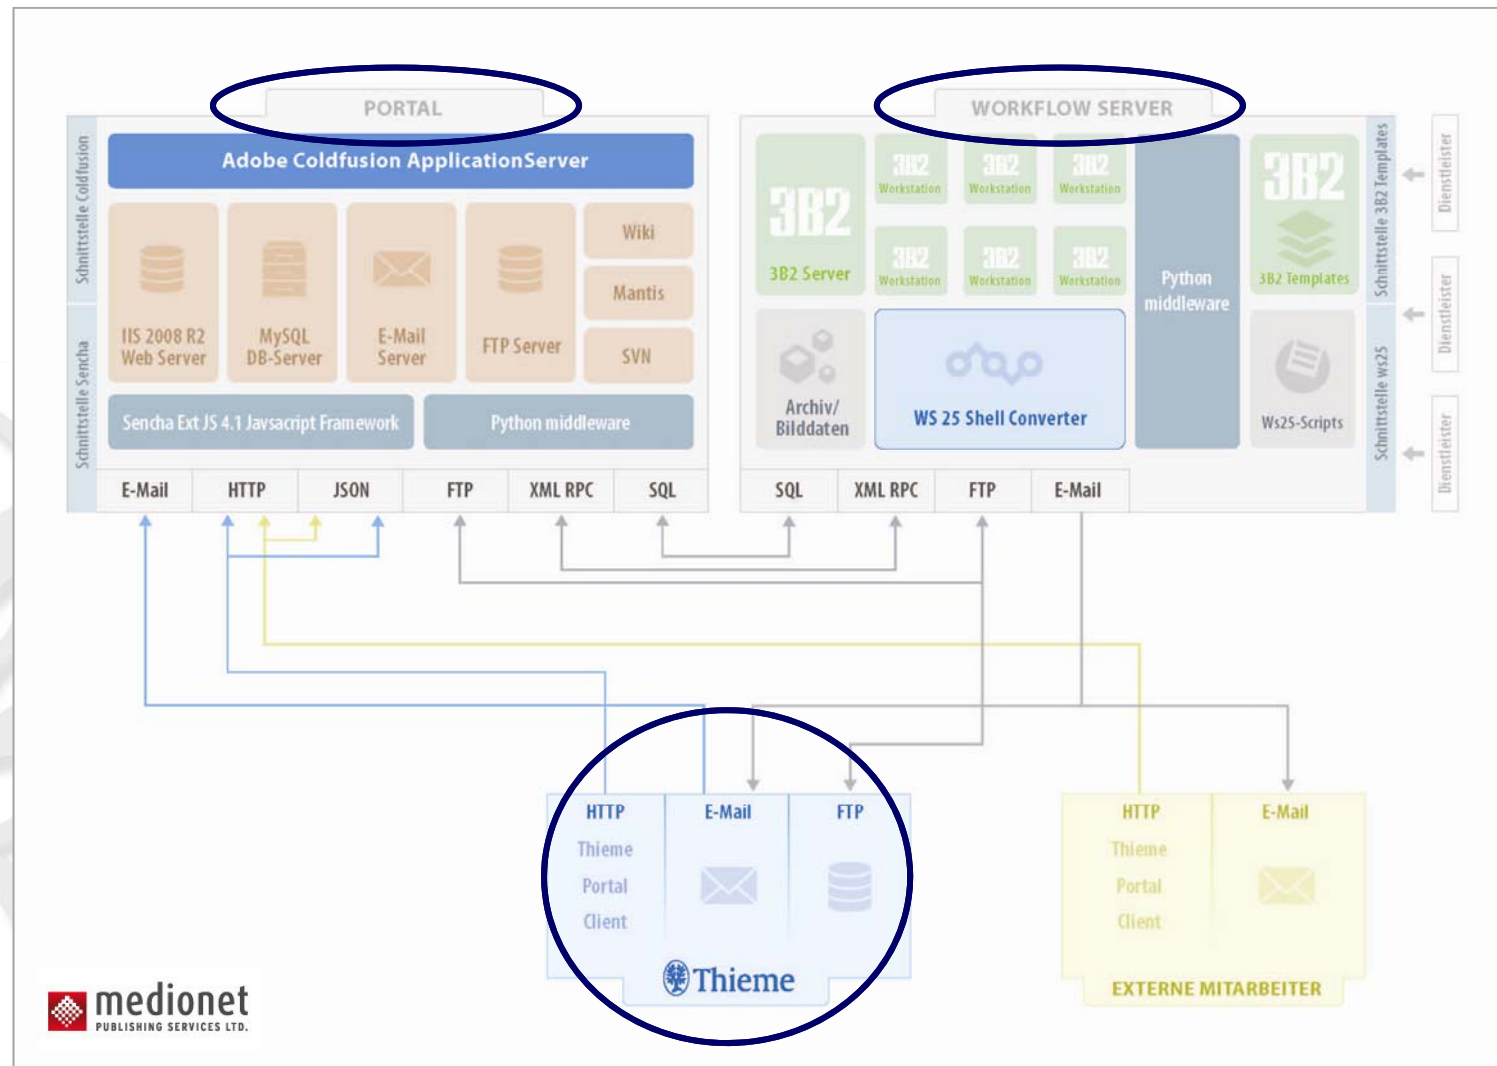 PORTAL
Schnittstelle Coldfusion
Schnittstelle Sencha
Adobe Coldfusion ApplicationServer
IIS 2008 R2
Web Server
MySQL
DB-Server
E-Mail
Server
FTP Server
Wiki
Mantis
SVN
Sencha Ext JS 4.1 Javsacript Framework
Python middleware
E-Mail
HTTP
JSON
FTP
XML RPC
SQL
WORKFLOW SERVER
3B2
3B2 Server
3B2
Workstation
3B2
Workstation
3B2
Workstation
3B2
Workstation
3B2
Workstation
3B2
Workstation
Python
middleware
3B2
3B2 Templates
Archiv/
Bilddaten
WS 25 Shell Converter
Ws25-Scripts
Schnittstelle 3B2 Templates
Schnittstelle ws25
Dienstleister
Dienstleister
Dienstleister
SQL
XML RPC
FTP
E-Mail
HTTP
Thieme
Portal
Client
E-Mail
FTP
Thieme
HTTP
Thieme
Portal
Client
E-Mail
EXTERNE MITARBEITER
medionet
PUBLISHING SERVICES LTD.